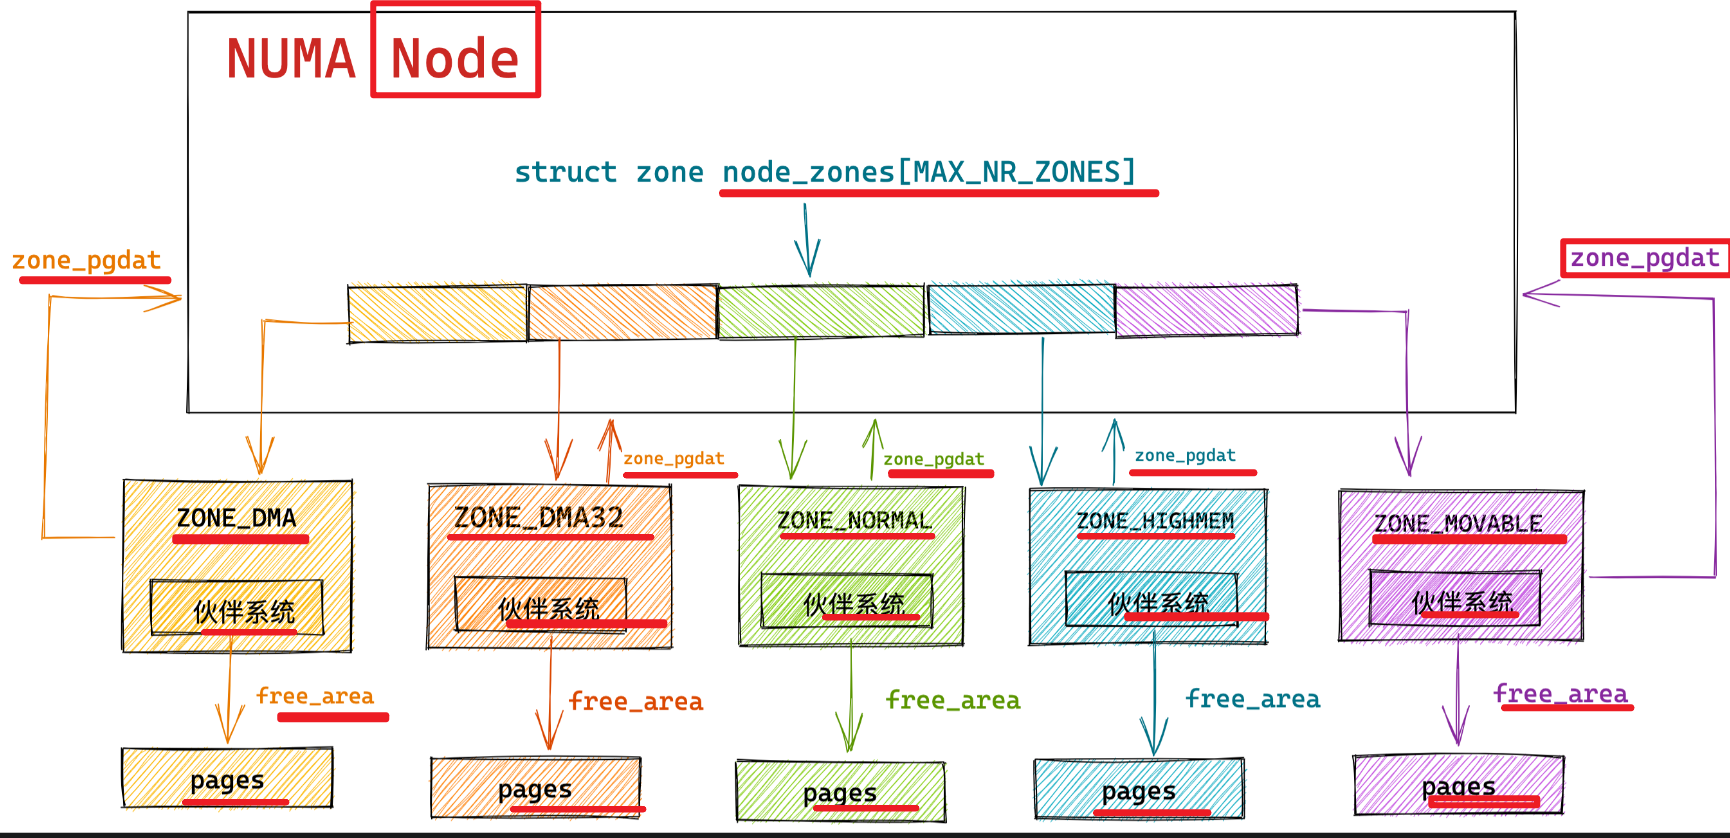 NUMA Node
struct zone node_zones[MAX_NR_ZONES]
zone_pgdat
zone_pgdat
zone_pgdat
zone_pgdat
zone_pgdat
ZONE_DMA
ZONE_DMA32
ZONE_NORMAL
ZONE_HIGHMEM
ZONE_MOVABLE
伙伴系统
伙伴系统
伙伴系统
伙伴系统
伙伴系统
free_area
free_area
free_area
free_area
free_area
pages
pages
pages
pages
pages